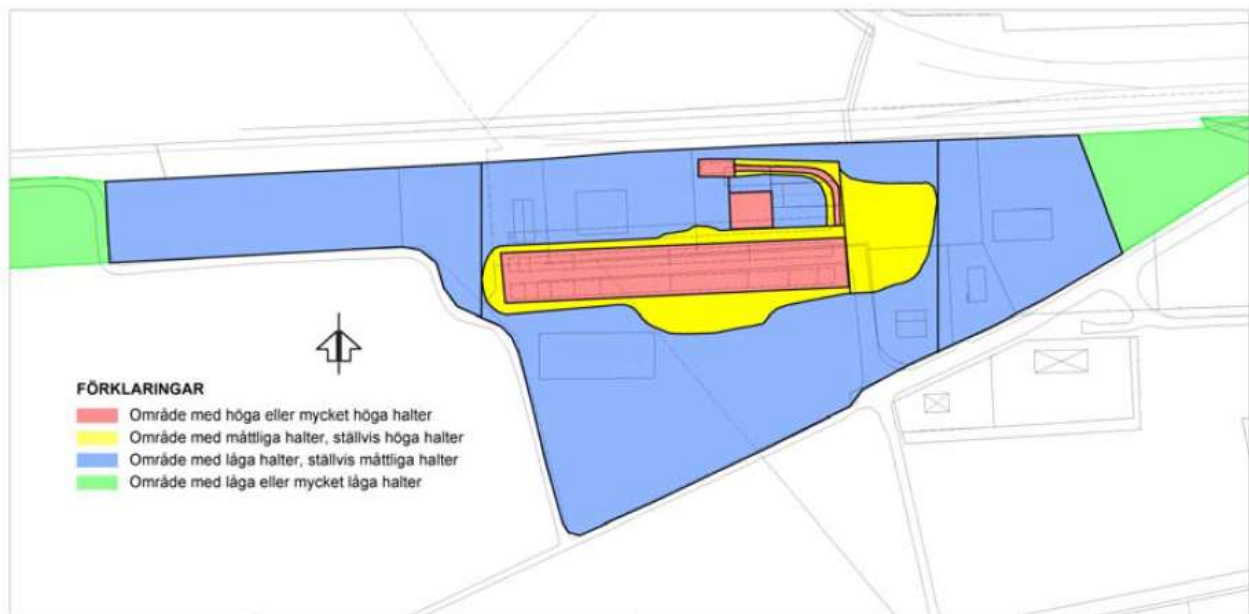 FÖRKLARINGAR
Område med höga eller mycket höga halter
Område med måttliga halter, ställvis höga halter
Område med låga halter, ställvis måttliga halter
Område med låga eller mycket låga halter